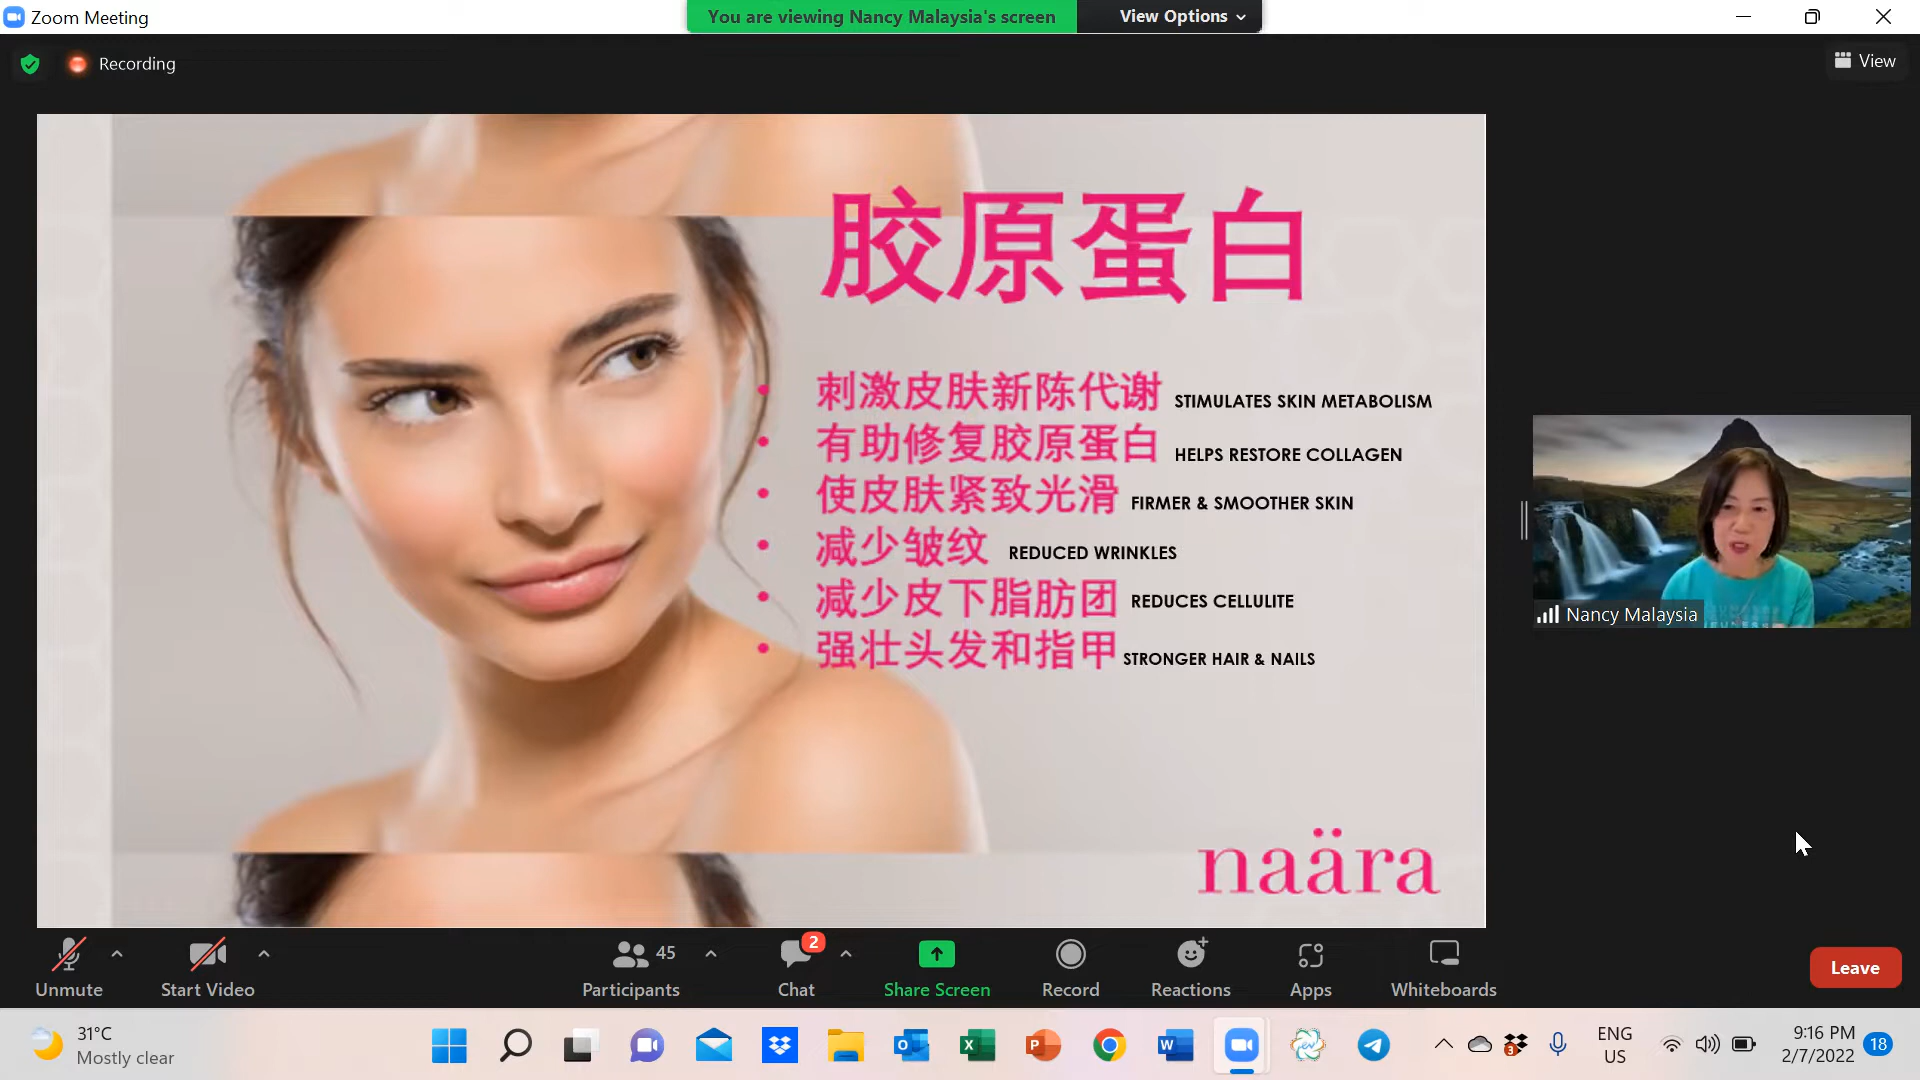 Zoom Meeting
You are viewing Nancy Malaysia's screen
View Options
Recording
View
胶原蛋白
刺激皮肤新陈代谢 STIMULATES SKIN METABOLISM
有助修复胶原蛋白 HELPS RESTORE COLLAGEN
使皮肤紧致光滑 FIRMER & SMOOTHER SKIN
减少皱纹 REDUCED WRINKLES
减少皮下脂肪团 REDUCES CELLULITE
强壮头发和指甲 STRONGER HAIR & NAILS
naära
Nancy Malaysia
Unmute
Start Video
45
Participants
2
Chat
Share Screen
Record
Reactions
Apps
Whiteboards
Leave
31°C
Mostly clear
3
ENG
US
9:16 PM
2/7/2022
18